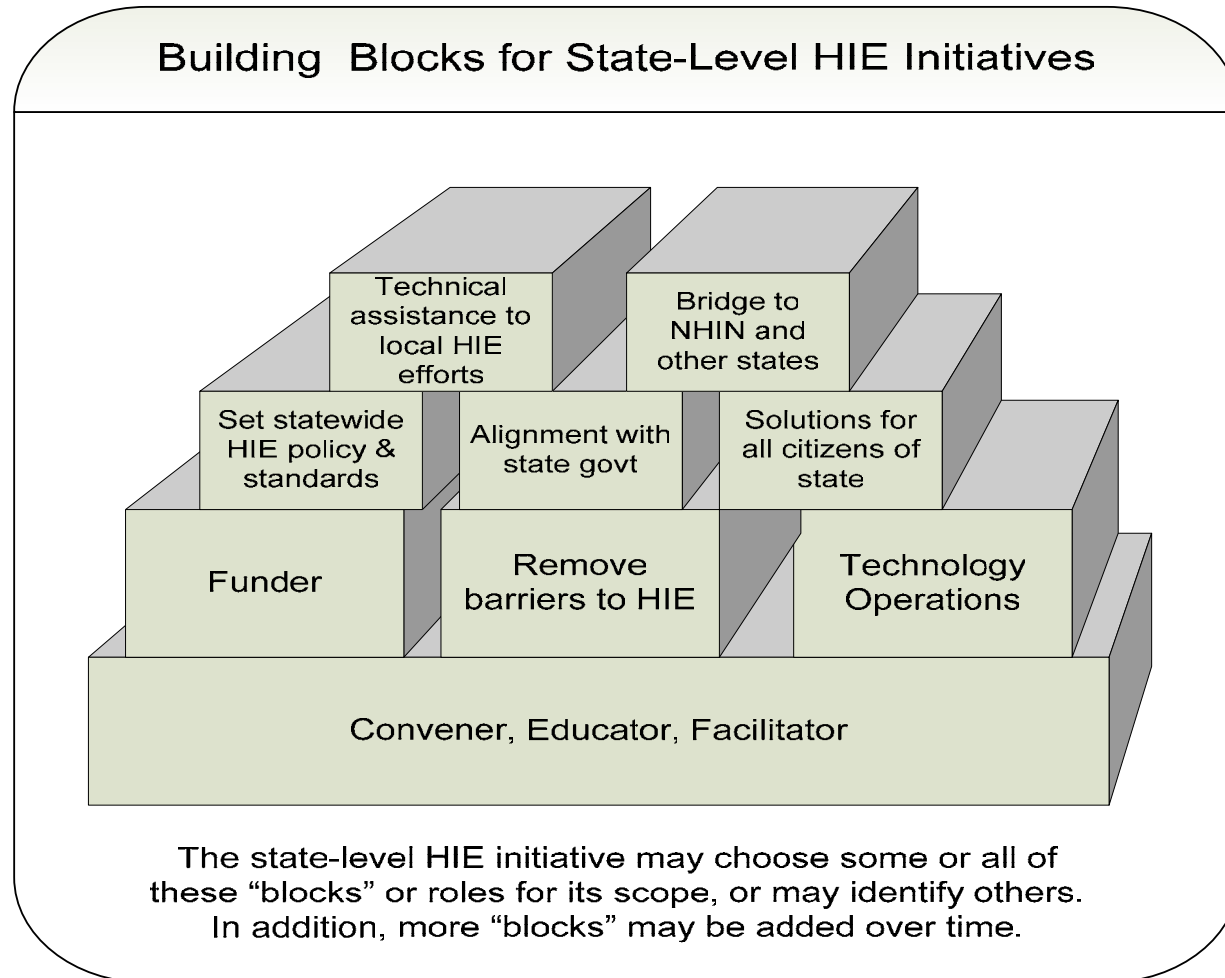 Building Blocks for State-Level HIE Initiatives
Technical
assistance to
local HIE
efforts
Bridge to
NHIN and
other states
Set statewide
HIE policy &
standards
Alignment with
state govt
Solutions for
all citizens of
state
Funder
Remove
barriers to HIE
Technology
Operations
Convener, Educator, Facilitator
The state-level HIE initiative may choose some or all of
these “blocks” or roles for its scope, or may identify others.
In addition, more “blocks” may be added over time.